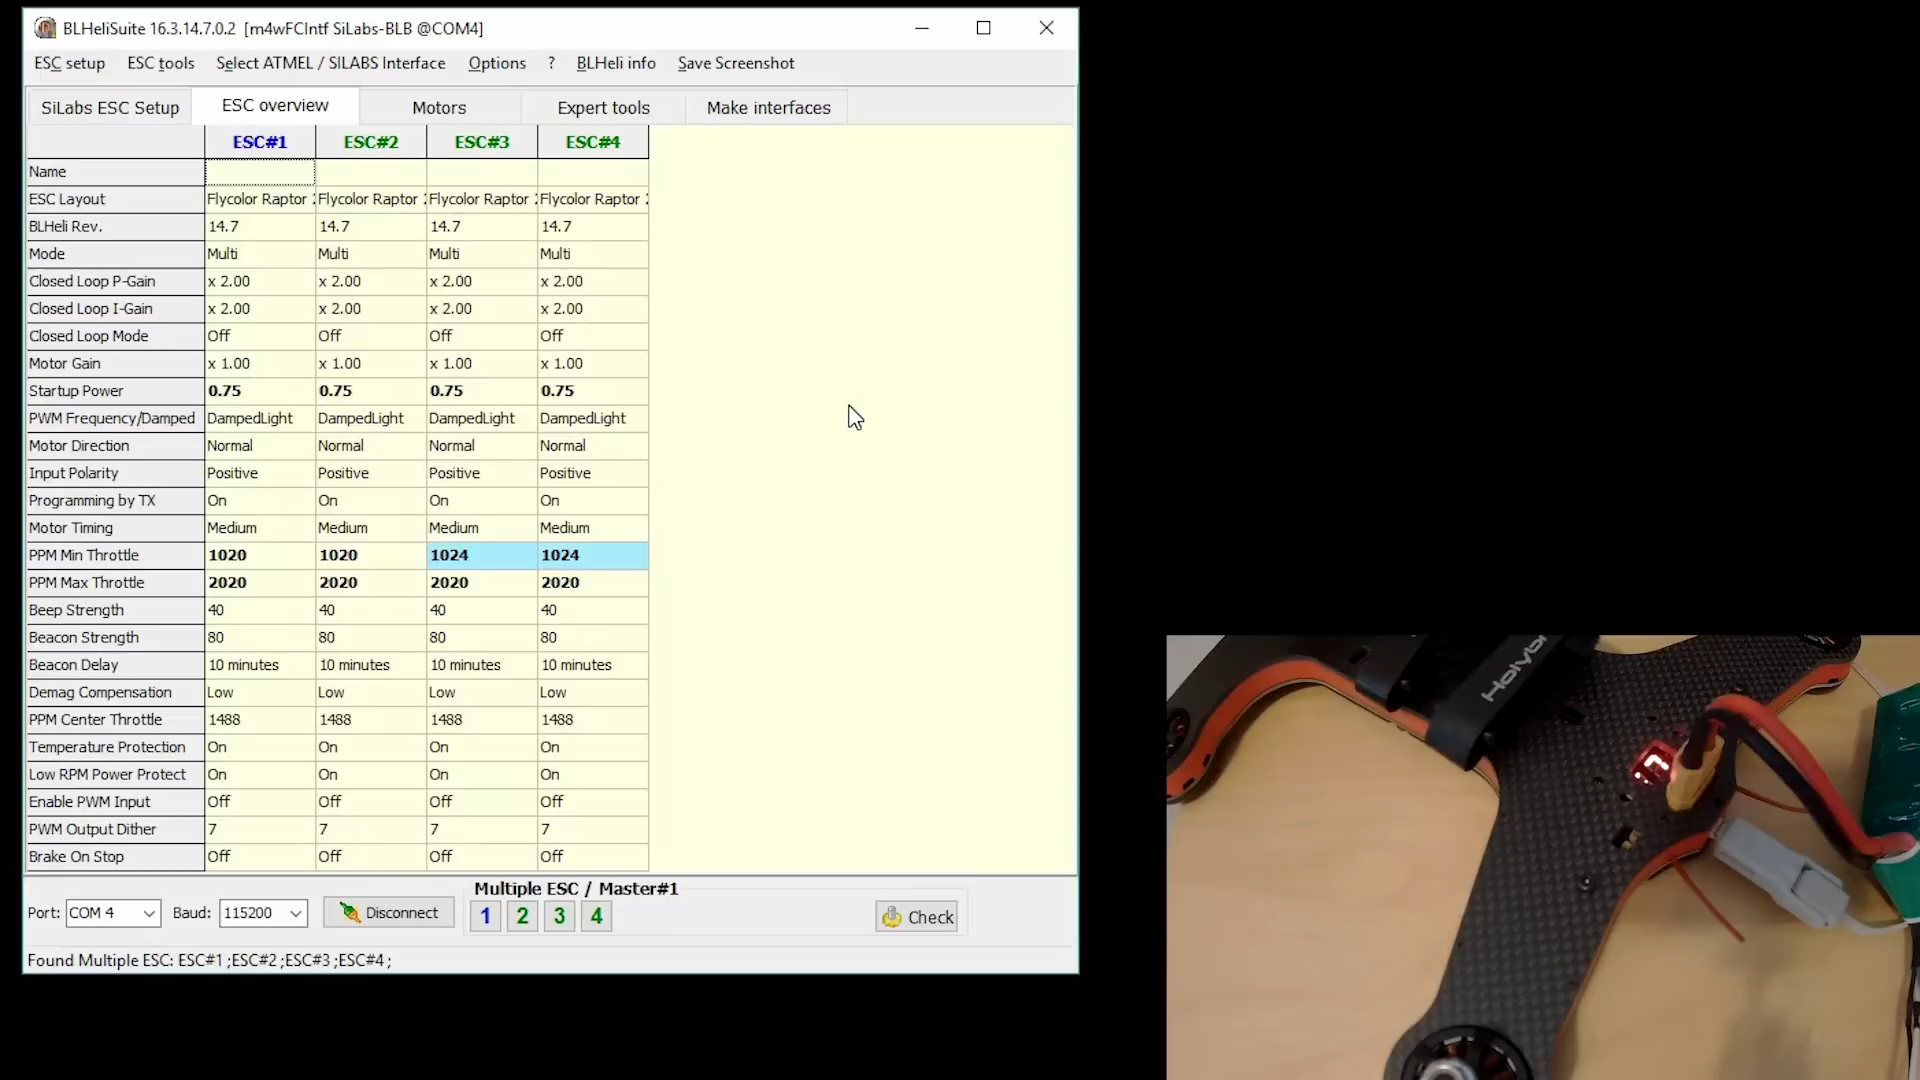 BLHeliSuite 16.3.14.7.0.2 [m4wFCIntf SiLabs-BLB @COM4]
ESC setup ESC tools Select ATMEL / SILABS Interface Options ? BLHeli info Save Screenshot
SiLabs ESC Setup ESC overview Motors Expert tools Make interfaces
ESC#1 ESC#2 ESC#3 ESC#4
Name
ESC Layout Flycolor Raptor Flycolor Raptor Flycolor Raptor Flycolor Raptor
BLHeli Rev. 14.7 14.7 14.7 14.7
Mode Multi Multi Multi Multi
Closed Loop P-Gain x 2.00 x 2.00 x 2.00 x 2.00
Closed Loop I-Gain x 2.00 x 2.00 x 2.00 x 2.00
Closed Loop Mode Off Off Off Off
Motor Gain x 1.00 x 1.00 x 1.00 x 1.00
Startup Power 0.75 0.75 0.75 0.75
PWM Frequency/Damped DampedLight DampedLight DampedLight DampedLight
Motor Direction Normal Normal Normal Normal
Input Polarity Positive Positive Positive Positive
Programming by TX On On On On
Motor Timing Medium Medium Medium Medium
PPM Min Throttle 1020 1020 1024 1024
PPM Max Throttle 2020 2020 2020 2020
Beep Strength 40 40 40 40
Beacon Strength 80 80 80 80
Beacon Delay 10 minutes 10 minutes 10 minutes 10 minutes
Demag Compensation Low Low Low Low
PPM Center Throttle 1488 1488 1488 1488
Temperature Protection On On On On
Low RPM Power Protect On On On On
Enable PWM Input Off Off Off Off
PWM Output Dither 7 7 7 7
Brake On Stop Off Off Off Off
Multiple ESC / Master#1
Port: COM 4 Baud: 115200 Disconnect 1 2 3 4 Check
Found Multiple ESC: ESC#1 ;ESC#2 ;ESC#3 ;ESC#4 ;